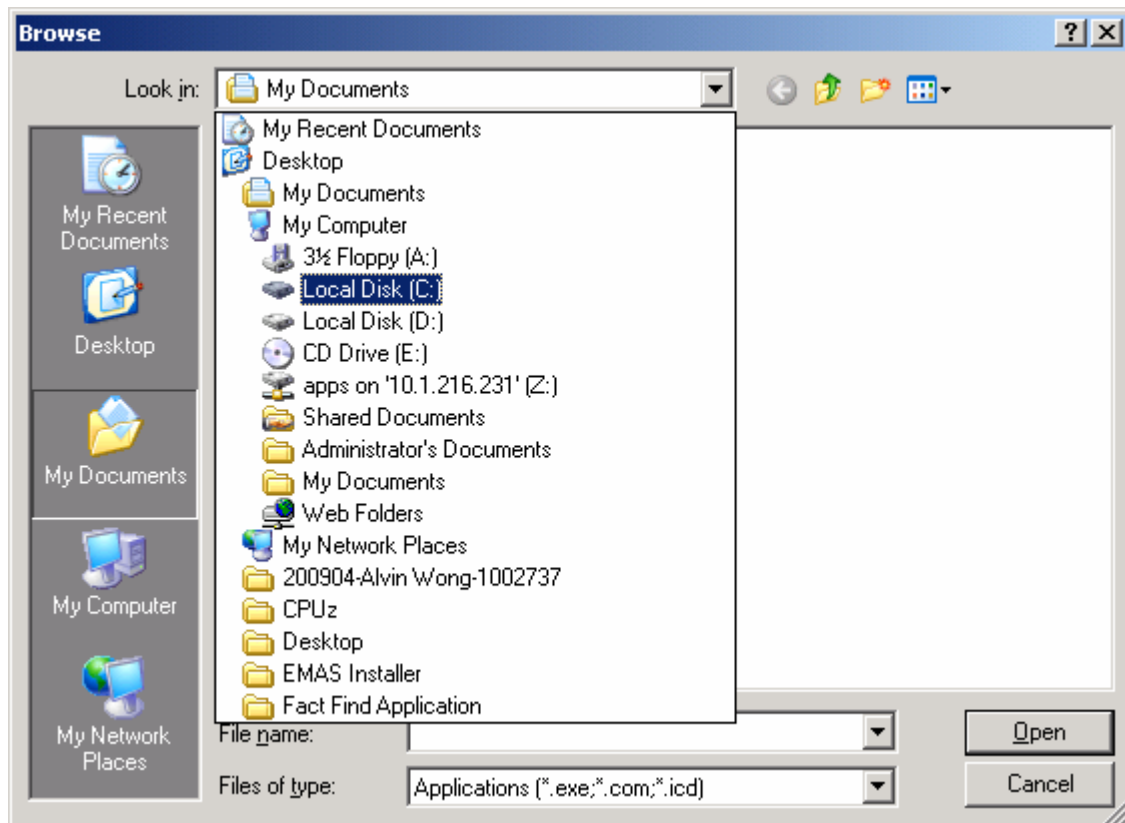 Browse
Look in:
My Documents
My Recent Documents
Desktop
My Documents
My Computer
3½ Floppy (A:)
Local Disk (C:)
Local Disk (D:)
CD Drive (E:)
apps on '10.1.216.231' (Z:)
Shared Documents
Administrator's Documents
My Documents
Web Folders
My Network Places
200904-Alvin Wong-1002737
CPUz
Desktop
EMAS Installer
Fact Find Application
My Recent
Documents
Desktop
My Documents
My Computer
My Network
Places
File name:
Open
Files of type:
Applications (*.exe;*.com;*.icd)
Cancel